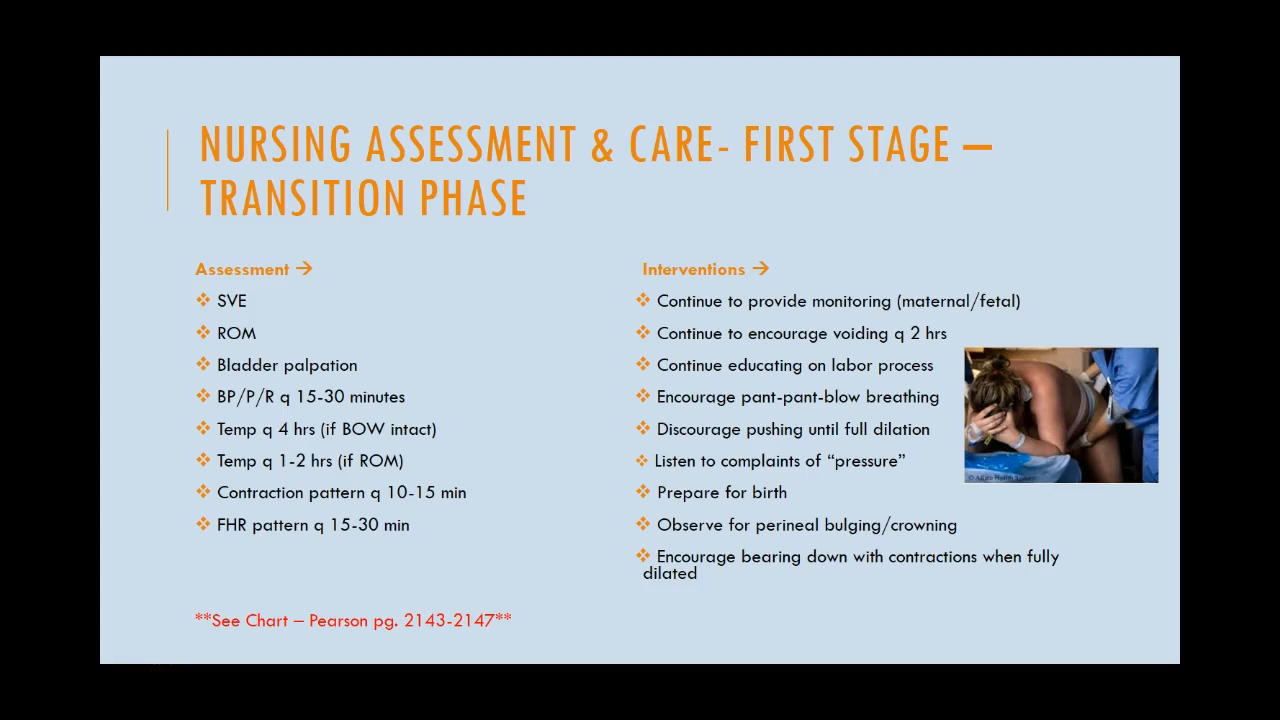 NURSING ASSESSMENT & CARE- FIRST STAGE –
TRANSITION PHASE
Assessment →
SVE
ROM
Bladder palpation
BP/P/R q 15-30 minutes
Temp q 4 hrs (if BOW intact)
Temp q 1-2 hrs (if ROM)
Contraction pattern q 10-15 min
FHR pattern q 15-30 min
**See Chart – Pearson pg. 2143-2147**
Interventions →
Continue to provide monitoring (maternal/fetal)
Continue to encourage voiding q 2 hrs
Continue educating on labor process
Encourage pant-pant-blow breathing
Discourage pushing until full dilation
Listen to complaints of “pressure”
Prepare for birth
Observe for perineal bulging/crowning
Encourage bearing down with contractions when fully
dilated